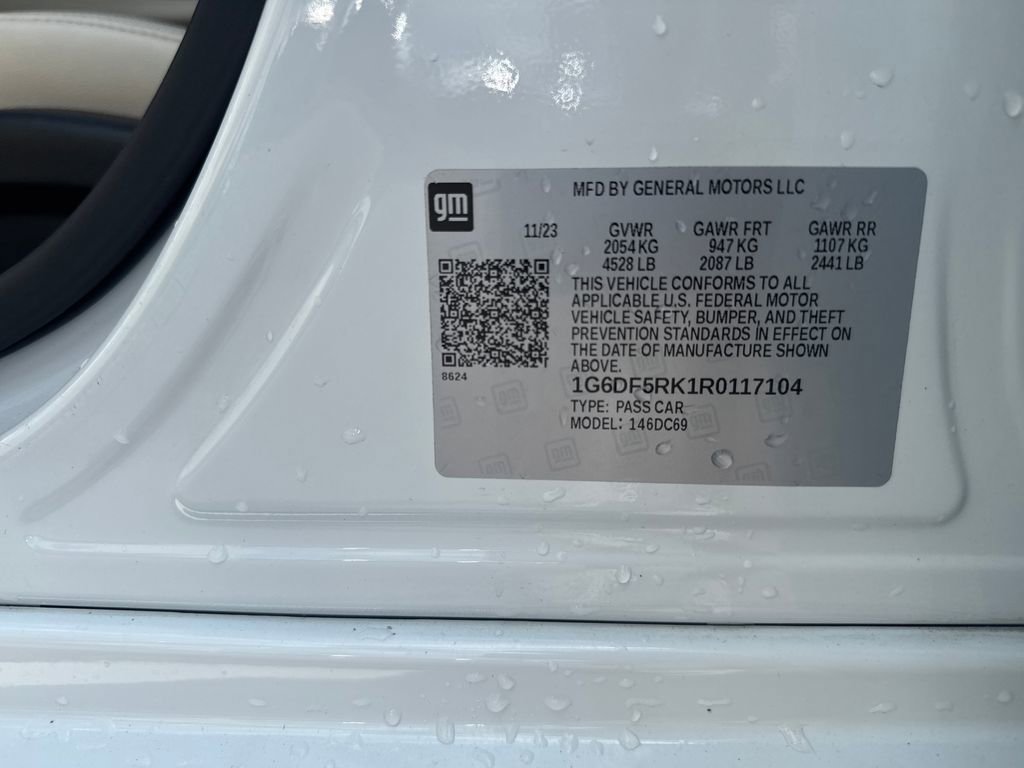 gm
MFD BY GENERAL MOTORS LLC
11/23 GVWR GAWR FRT GAWR RR
2054 KG 947 KG 1107 KG
4528 LB 2087 LB 2441 LB
THIS VEHICLE CONFORMS TO ALL
APPLICABLE U.S. FEDERAL MOTOR
VEHICLE SAFETY, BUMPER, AND THEFT
PREVENTION STANDARDS IN EFFECT ON
THE DATE OF MANUFACTURE SHOWN
ABOVE.
8624
1G6DF5RK1R0117104
TYPE: PASS CAR
MODEL: 146DC69